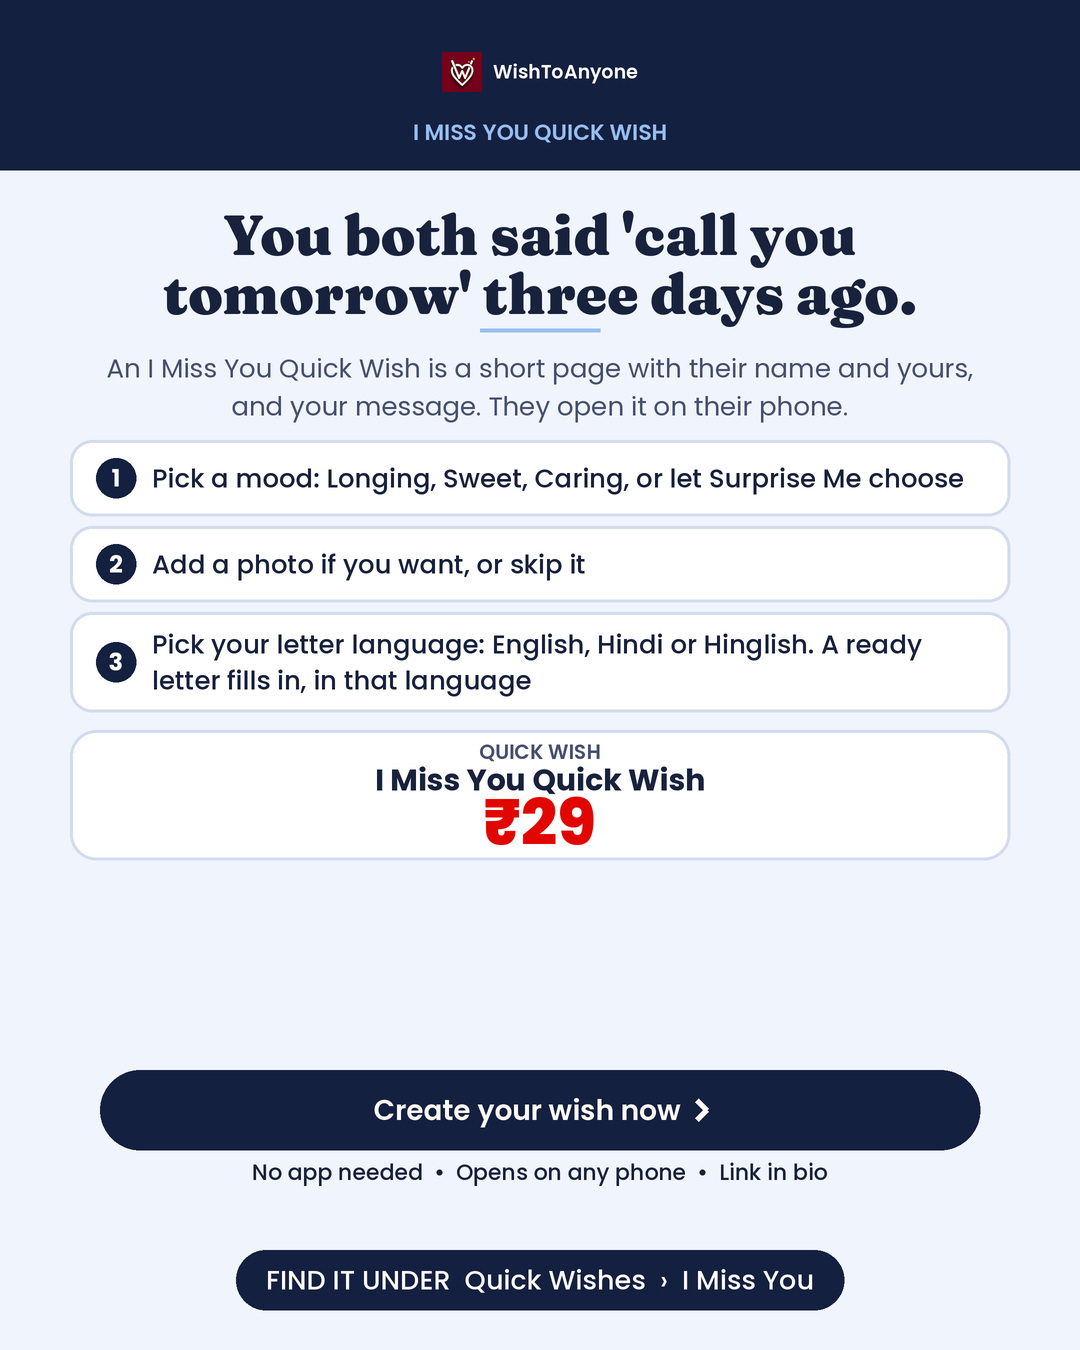 WishToAnyone
I MISS YOU QUICK WISH
You both said 'call you
tomorrow' three days ago.
An I Miss You Quick Wish is a short page with their name and yours,
and your message. They open it on their phone.
1 Pick a mood: Longing, Sweet, Caring, or let Surprise Me choose
2 Add a photo if you want, or skip it
3 Pick your letter language: English, Hindi or Hinglish. A ready
letter fills in, in that language
QUICK WISH
I Miss You Quick Wish
₹29
Create your wish now ›
No app needed • Opens on any phone • Link in bio
FIND IT UNDER Quick Wishes › I Miss You